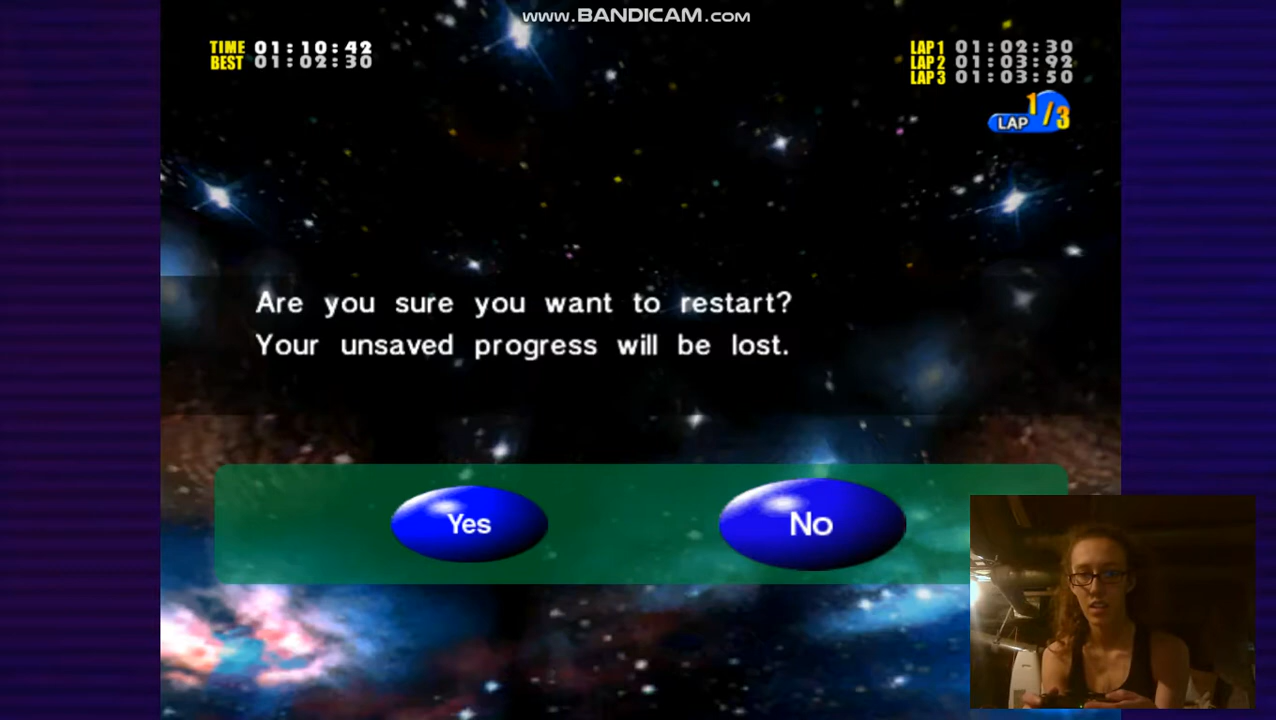 www.BANDICAM.com
TIME 01:10:42
BEST 01:02:30
LAP1 01:02:30
LAP2 01:03:92
LAP3 01:03:50
LAP 1/3
Are you sure you want to restart?
Your unsaved progress will be lost.
Yes
No